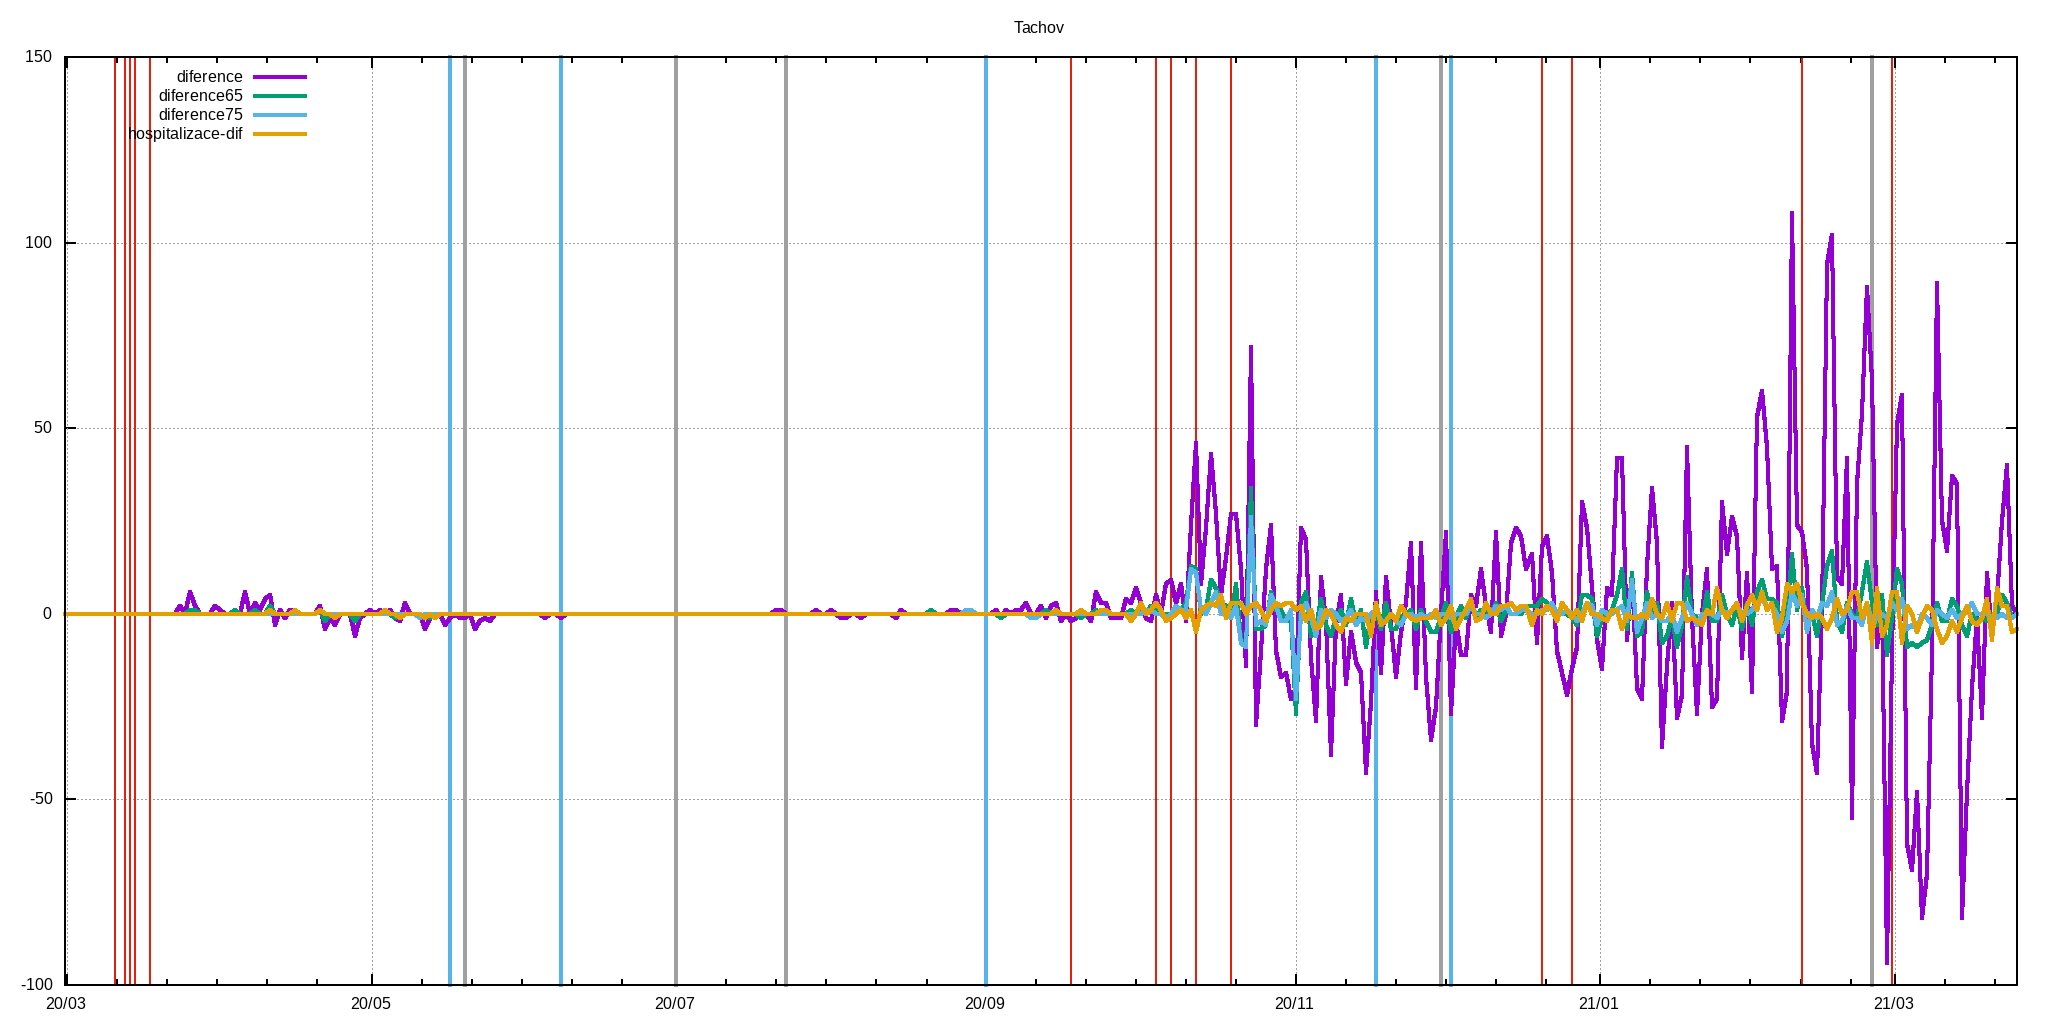 Tachov
150
diference
diference65
diference75
hospitalizace-dif
100
50
0
-50
-100
20/03 20/05 20/07 20/09 20/11 21/01 21/03